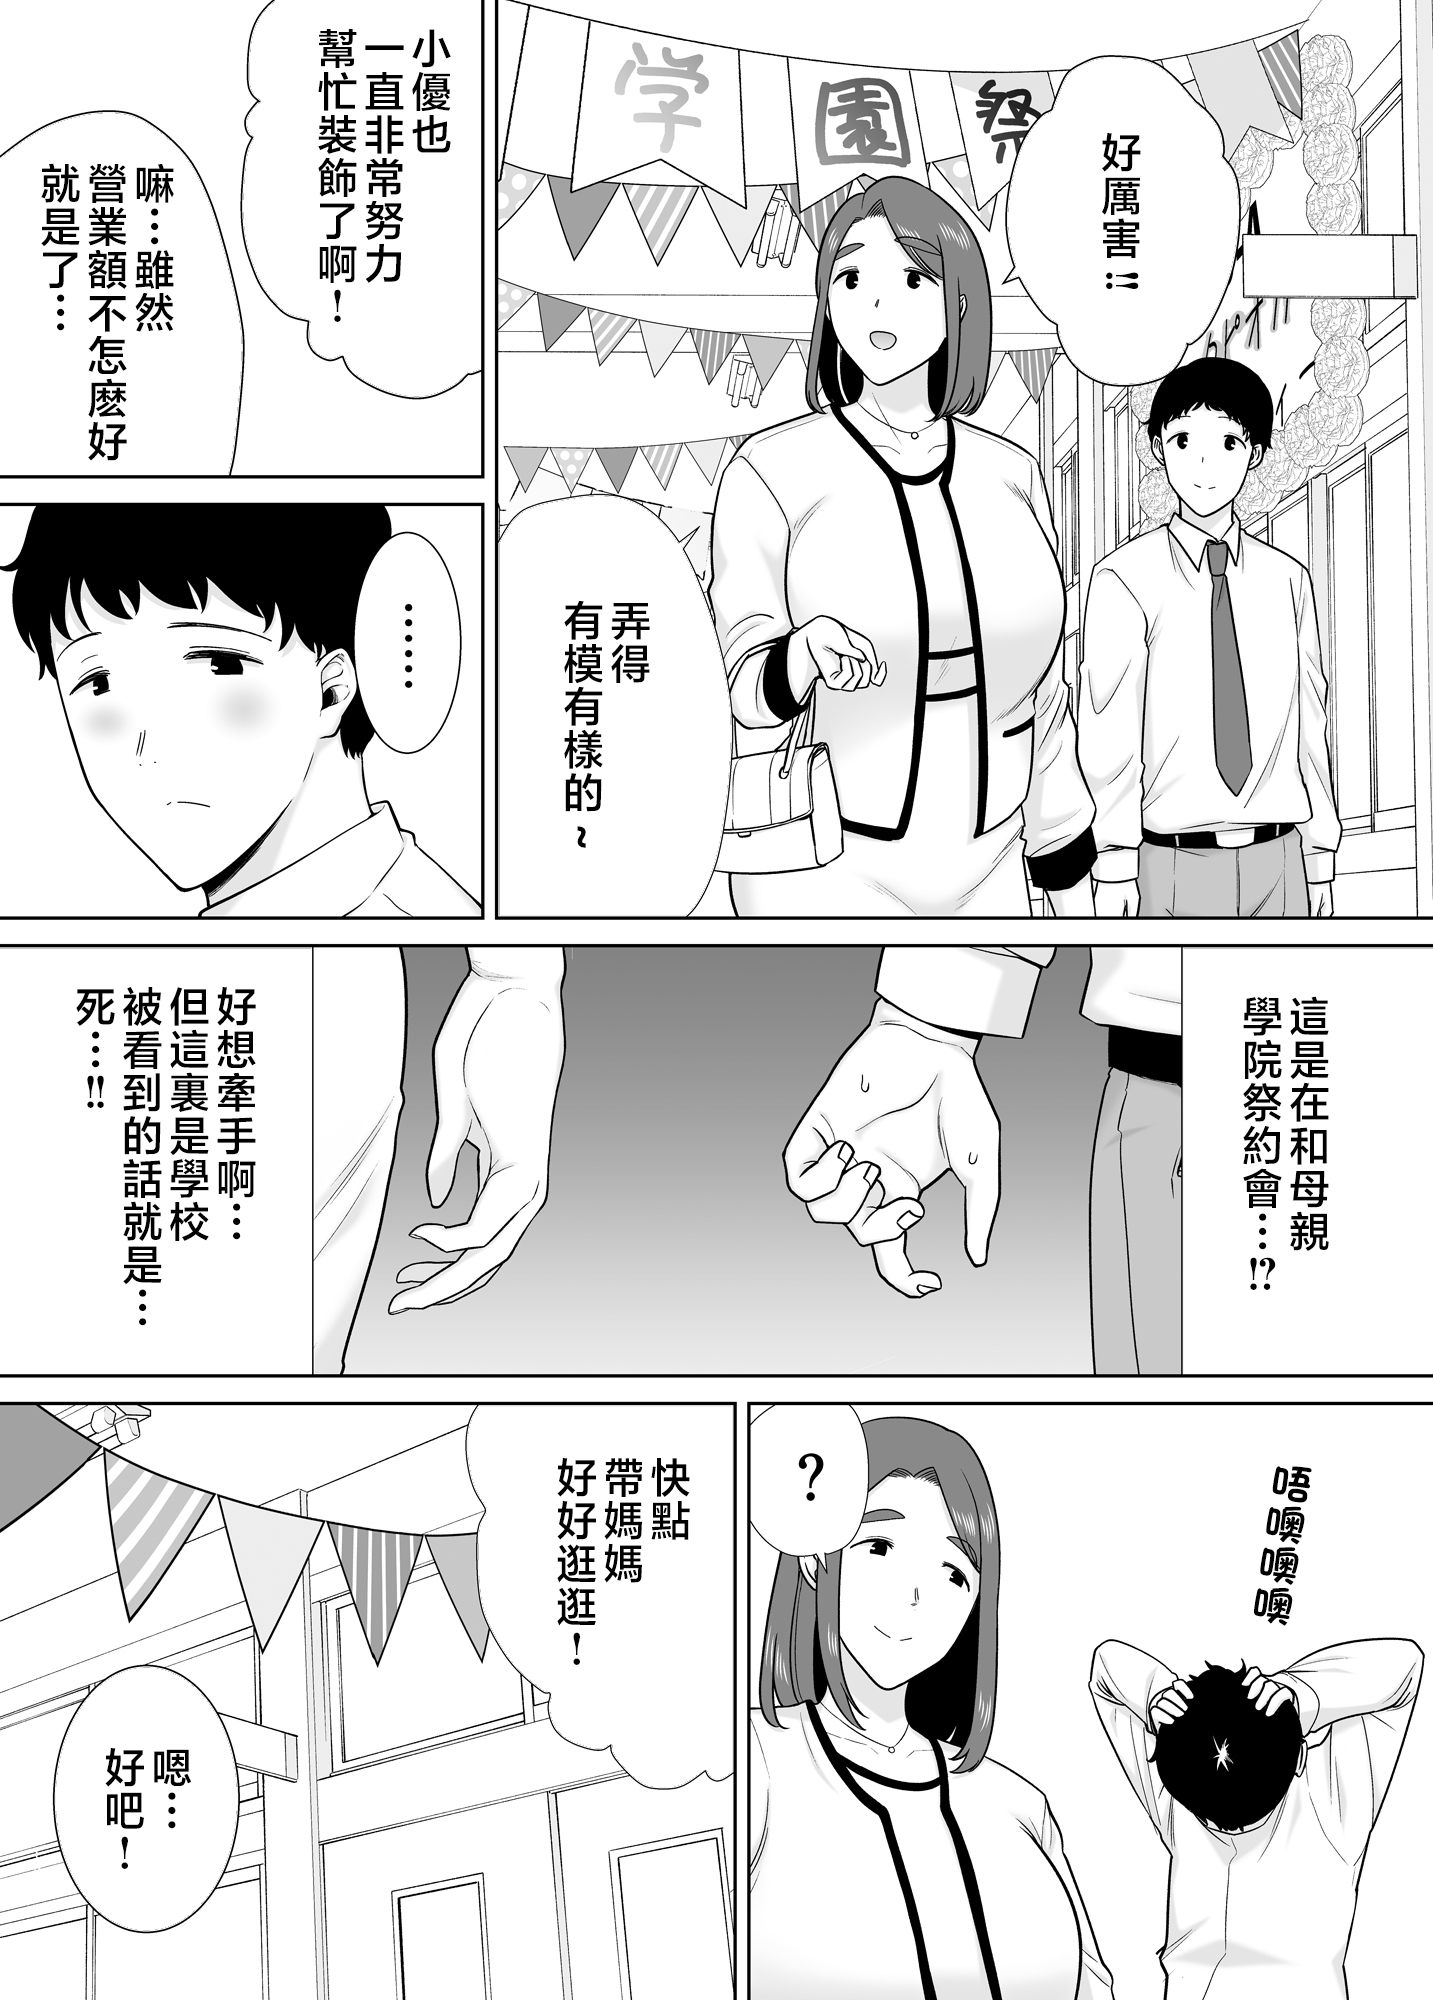 学園祭
好厲害!!
弄得
有模有樣的~
小優也
一直非常努力
幫忙裝飾了啊!
嘛…雖然
營業額不怎麼好
就是了…
……
這是在和母親
學院祭約會…!?
好想牽手啊…
但這裏是學校
被看到的話就是…
死…!!
唔噢噢噢
?
快點
帶媽媽
好好逛逛!
嗯…
好吧!